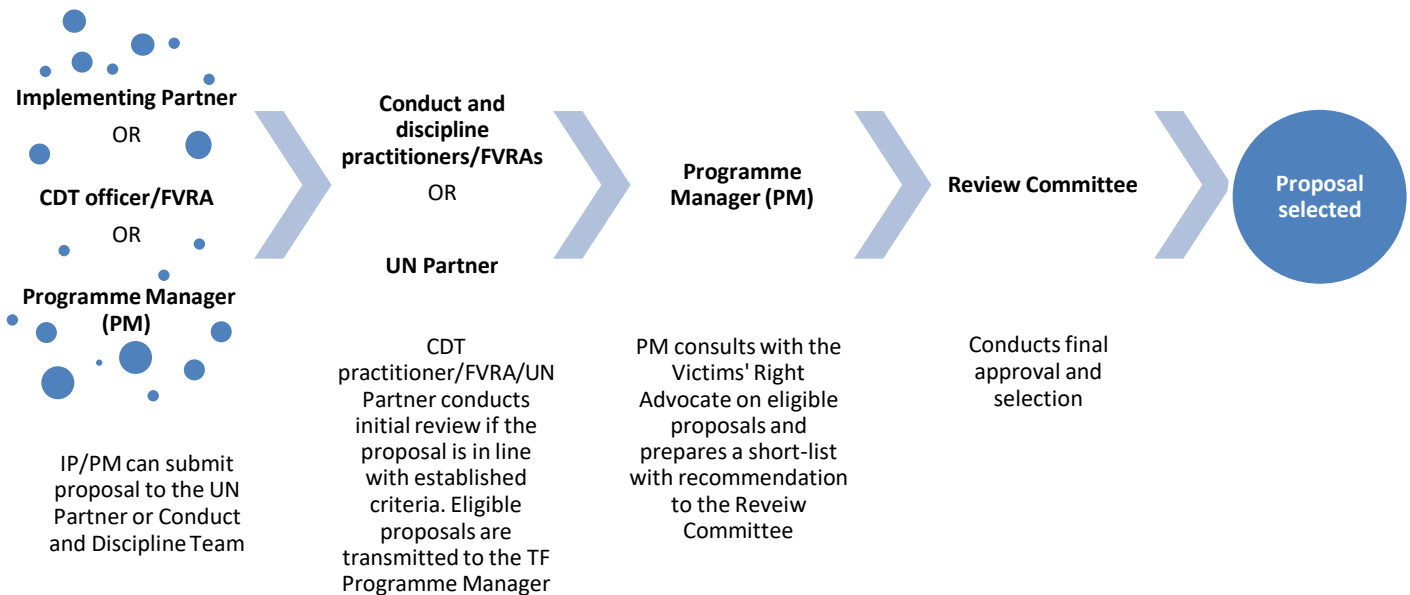 Implementing Partner
OR
CDT officer/FVRA
OR
Programme Manager
(PM)
IP/PM can submit
proposal to the UN
Partner or Conduct
and Discipline Team
Conduct and
discipline
practitioners/FVRAs
OR
UN Partner
CDT
practitioner/FVRA/UN
Partner conducts
initial review if the
proposal is in line
with established
criteria. Eligible
proposals are
transmitted to the TF
Programme Manager
Programme
Manager (PM)
PM consults with the
Victims' Right
Advocate on eligible
proposals and
prepares a short-list
with recommendation
to the Reveiw
Committee
Review Committee
Conducts final
approval and
selection
Proposal
selected